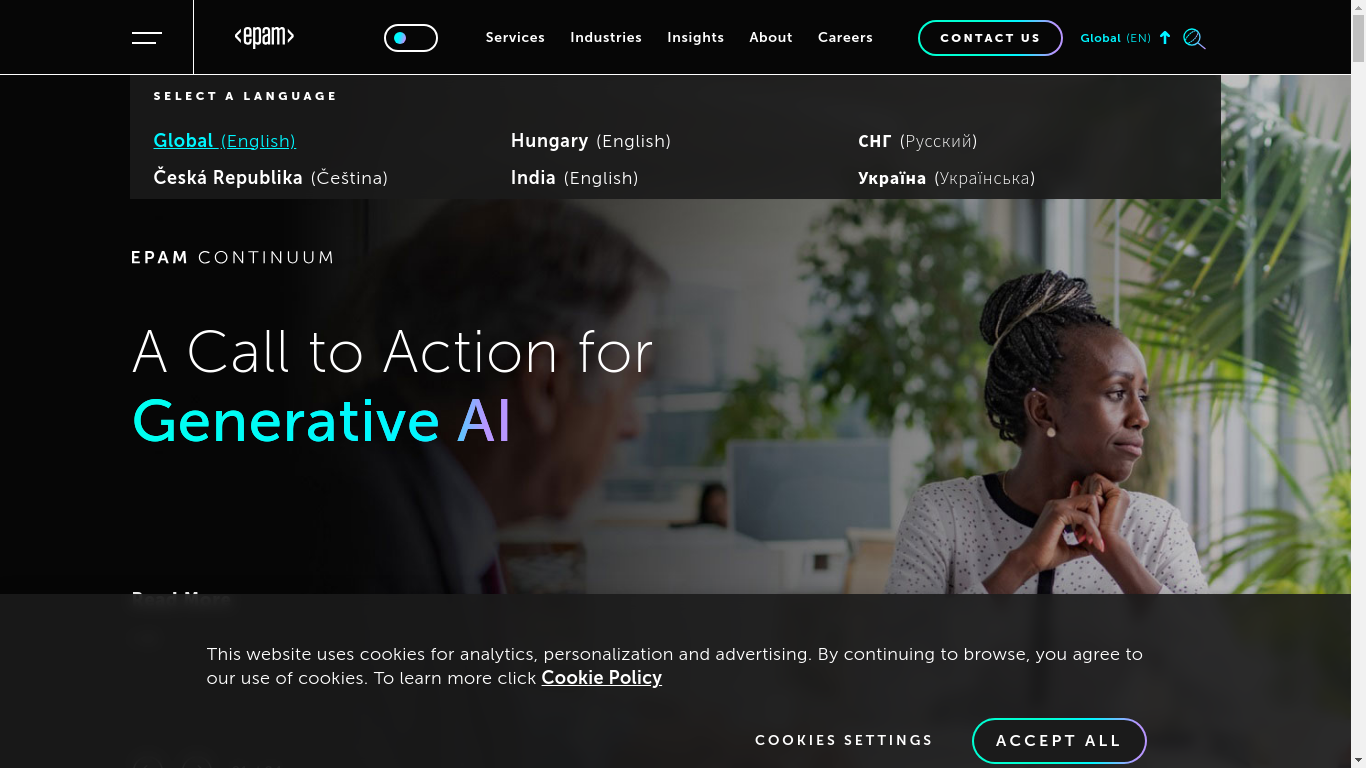 <epam>
Services Industries Insights About Careers
CONTACT US
Global (EN)
SELECT A LANGUAGE
Global (English) Hungary (English) СНГ (Русский)
Česká Republika (Čeština) India (English) Україна (Українська)
EPAM CONTINUUM
A Call to Action for
Generative AI
Read More
This website uses cookies for analytics, personalization and advertising. By continuing to browse, you agree to
our use of cookies. To learn more click Cookie Policy
COOKIES SETTINGS ACCEPT ALL